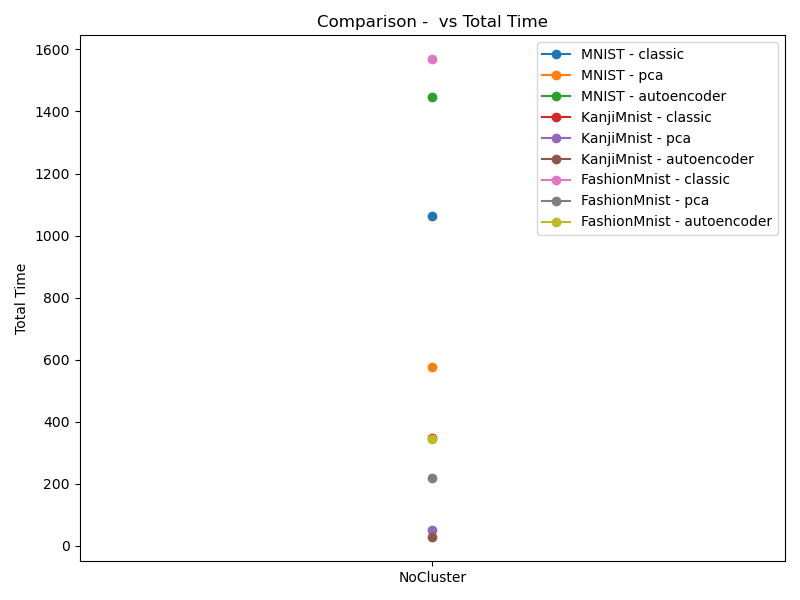 Comparison -  vs Total Time
1600
1400
1200
1000
800
600
400
200
0
Total Time
NoCluster
MNIST - classic
MNIST - pca
MNIST - autoencoder
KanjiMnist - classic
KanjiMnist - pca
KanjiMnist - autoencoder
FashionMnist - classic
FashionMnist - pca
FashionMnist - autoencoder